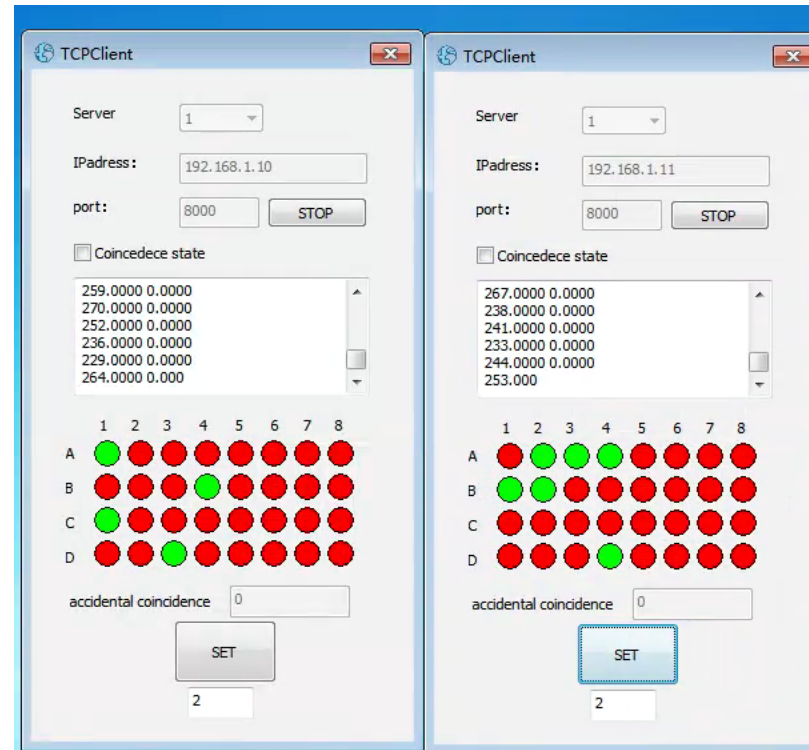 TCPClient
Server
1
IPadress:
192.168.1.10
port:
8000
STOP
Coincedece state
259.0000 0.0000
270.0000 0.0000
252.0000 0.0000
236.0000 0.0000
229.0000 0.0000
264.0000 0.000
1 2 3 4 5 6 7 8
A
B
C
D
accidental coincidence
0
SET
2
TCPClient
Server
1
IPadress:
192.168.1.11
port:
8000
STOP
Coincedece state
267.0000 0.0000
238.0000 0.0000
241.0000 0.0000
233.0000 0.0000
244.0000 0.0000
253.000
1 2 3 4 5 6 7 8
A
B
C
D
accidental coincidence
0
SET
2